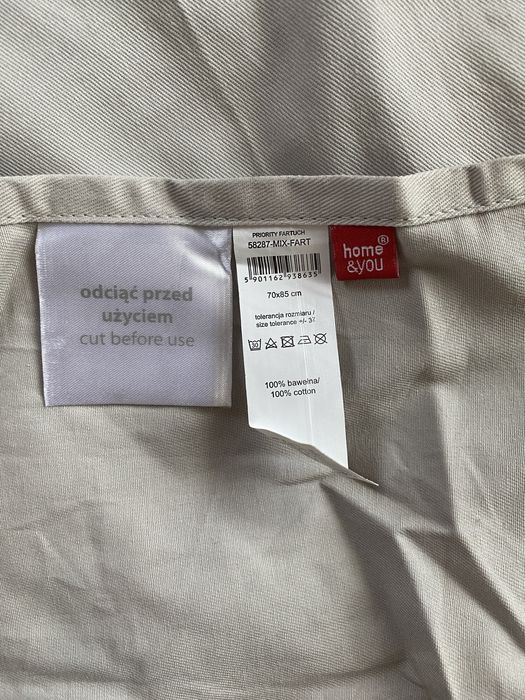 odciąć przed
użyciem
cut before use
PRIORITY FARTUCH
58287-MIX-FART
5 901162 938635
70x85 cm
tolerancja rozmiaru /
size tolerance +/- 3%
30
100% bawełna/
100% cotton
home®
&you